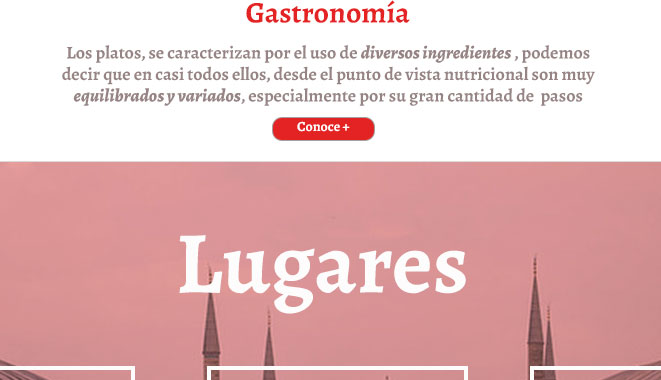 Gastronomía
Los platos, se caracterizan por el uso de diversos ingredientes , podemos
decir que en casi todos ellos, desde el punto de vista nutricional son muy
equilibrados y variados, especialmente por su gran cantidad de  pasos
Conoce +
Lugares